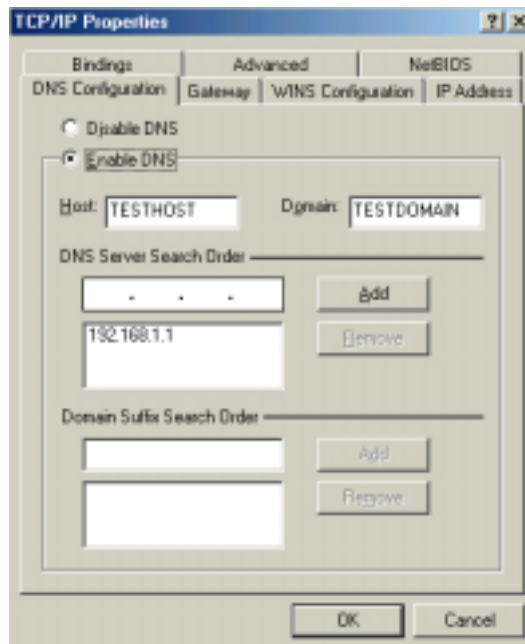 TCP/IP Properties
Bindings Advanced NetBIOS
DNS Configuration Gateway WINS Configuration IP Address
Disable DNS
Enable DNS
Host: TESTHOST Domain: TESTDOMAIN
DNS Server Search Order
. . . Add
192.168.1.1 Remove
Domain Suffix Search Order
Add
Remove
OK Cancel